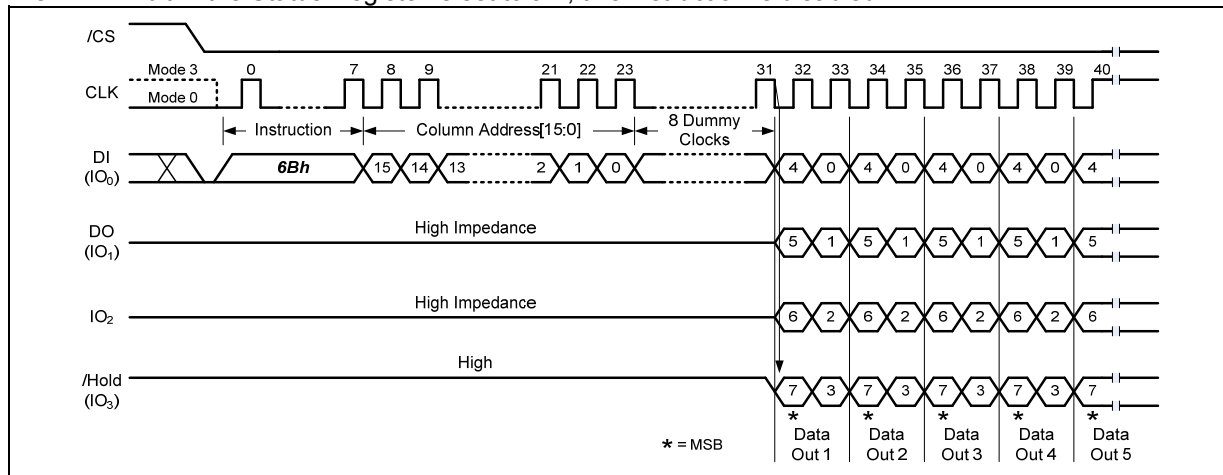 /CS
Mode 3
Mode 0
CLK
0 7 8 9 21 22 23 31 32 33 34 35 36 37 38 39 40
Instruction
Column Address[15:0]
8 Dummy
Clocks
DI
(IO0)
6Bh 15 14 13 2 1 0 4 0 4 0 4 0 4 0 4
DO
(IO1)
High Impedance
5 1 5 1 5 1 5 1 5
IO2
High Impedance
6 2 6 2 6 2 6 2 6
/Hold
(IO3)
High
7 3 7 3 7 3 7 3 7
* * * * *
* = MSB
Data
Out 1
Data
Out 2
Data
Out 3
Data
Out 4
Data
Out 5